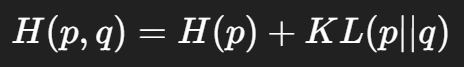 H(p, q) = H(p) + KL(p||q)